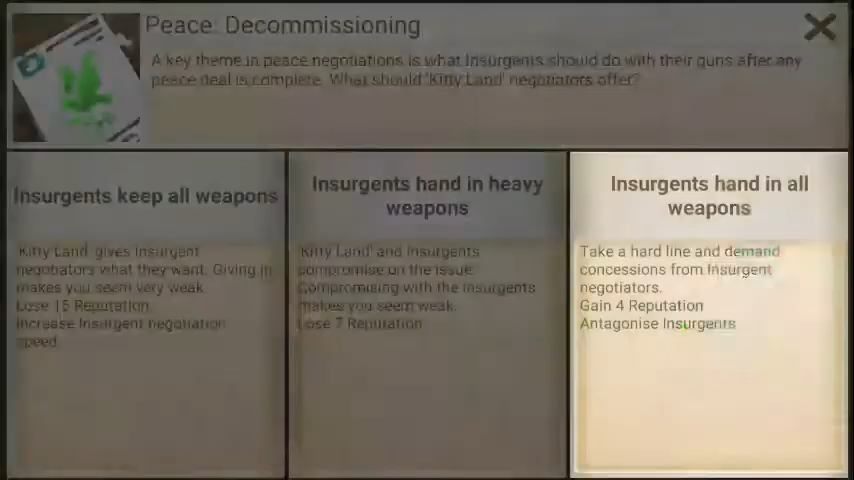 Peace: Decommissioning
A key theme in peace negotiations is what Insurgents should do with their guns after any
peace deal is complete. What should 'Kitty Land' negotiators offer?
Insurgents keep all weapons
'Kitty Land' gives Insurgent
negotiators what they want. Giving in
makes you seem very weak.
Lose 15 Reputation
Increase Insurgent negotiation
speed.
Insurgents hand in heavy
weapons
'Kitty Land' and Insurgents
compromise on the issue.
Compromising with the Insurgents
makes you seem weak.
Lose 7 Reputation
Insurgents hand in all
weapons
Take a hard line and demand
concessions from Insurgent
negotiators.
Gain 4 Reputation
Antagonise Insurgents